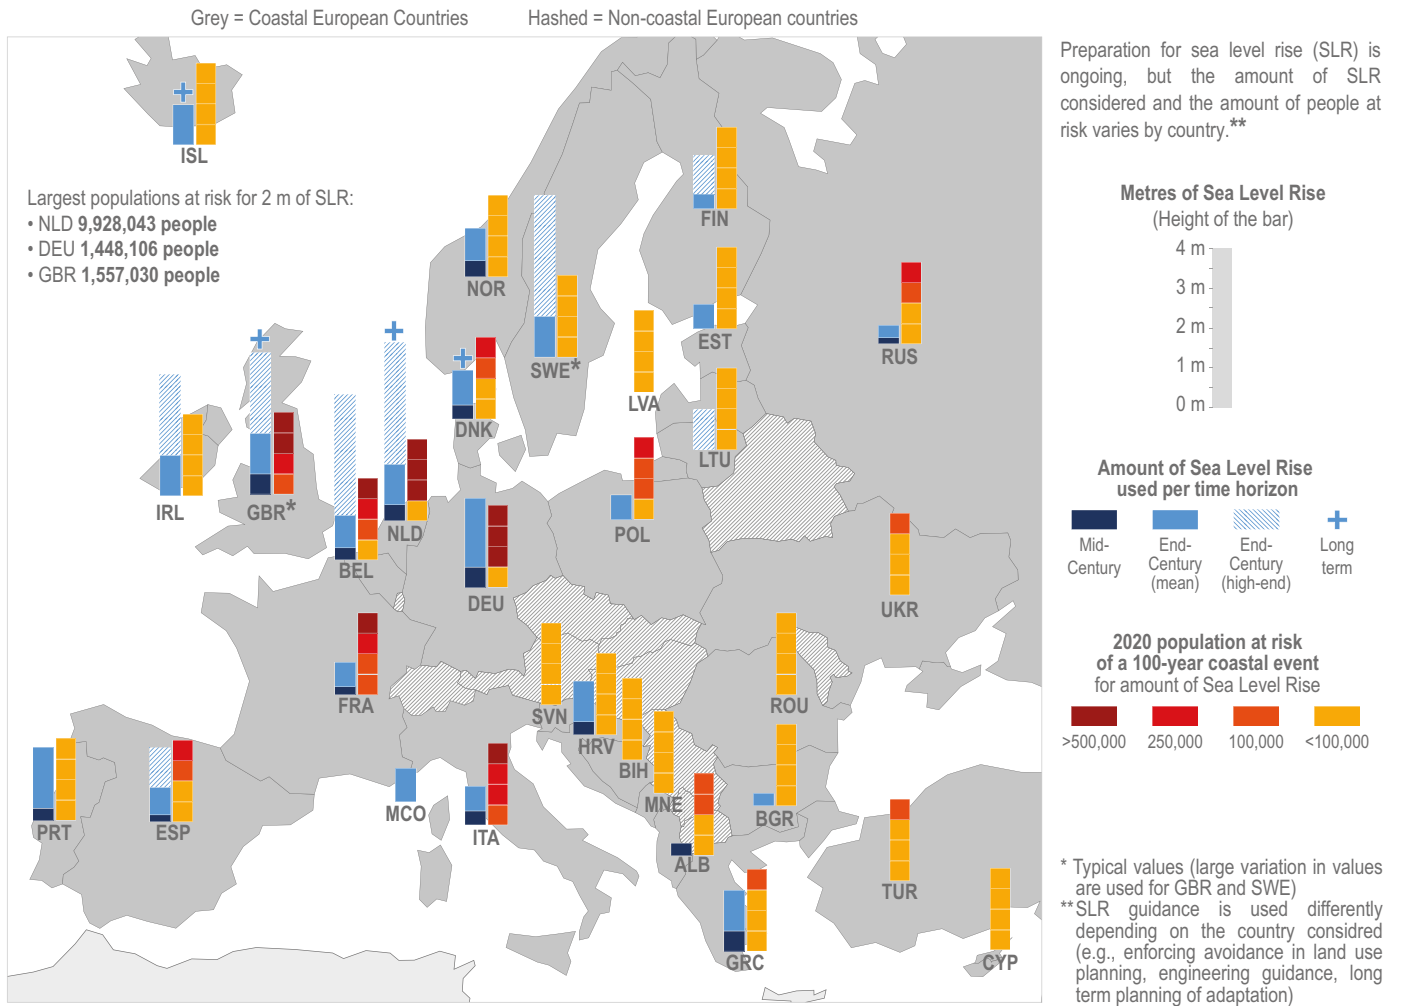 Grey = Coastal European Countries
Hashed = Non-coastal European countries
Preparation for sea level rise (SLR) is
ongoing, but the amount of SLR
considered and the amount of people at
risk varies by country.**
ISL
Largest populations at risk for 2 m of SLR:
• NLD 9,928,043 people
• DEU 1,448,106 people
• GBR 1,557,030 people
Metres of Sea Level Rise
(Height of the bar)
4 m
3 m
2 m
1 m
0 m
FIN
NOR
EST
RUS
SWE*
LVA
DNK
LTU
IRL
GBR*
NLD
POL
BEL
DEU
UKR
FRA
SVN
ROU
HRV
BIH
MNE
BGR
PRT
ESP
MCO
ITA
ALB
TUR
GRC
CYP
Amount of Sea Level Rise
used per time horizon
+
Mid-
Century
End-
Century
(mean)
End-
Century
(high-end)
Long
term
2020 population at risk
of a 100-year coastal event
for amount of Sea Level Rise
>500,000
250,000
100,000
<100,000
* Typical values (large variation in values
are used for GBR and SWE)
**SLR guidance is used differently
depending on the country considred
(e.g., enforcing avoidance in land use
planning, engineering guidance, long
term planning of adaptation)